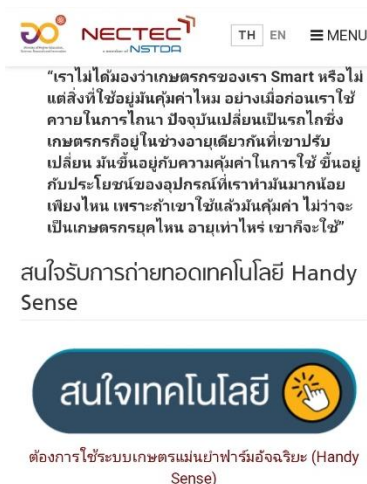 NECTEC
a member of NSTDA
TH EN MENU
“เราไม่ได้มองว่าเกษตรกรของเรา Smart หรือไม่
แต่สิ่งที่ใช้อยู่มันคุ้มค่าไหม อย่างเมื่อก่อนเราใช้
ควายในการไถนา ปัจจุบันเปลี่ยนเป็นรถไถซึ่ง
เกษตรกรก็อยู่ในช่วงอายุเดียวกันที่เขาปรับ
เปลี่ยน มันขึ้นอยู่กับความคุ้มค่าในการใช้ ขึ้นอยู่
กับประโยชน์ของอุปกรณ์ที่เราทำมันมากน้อย
เพียงไหน เพราะถ้าเขาใช้แล้วมันคุ้มค่า ไม่ว่าจะ
เป็นเกษตรกรยุคไหน อายุเท่าไหร่ เขาก็จะใช้”
สนใจรับการถ่ายทอดเทคโนโลยี Handy
Sense
สนใจเทคโนโลยี
ต้องการใช้ระบบเกษตรแม่นยำฟาร์มอัจฉริยะ (Handy
Sense)